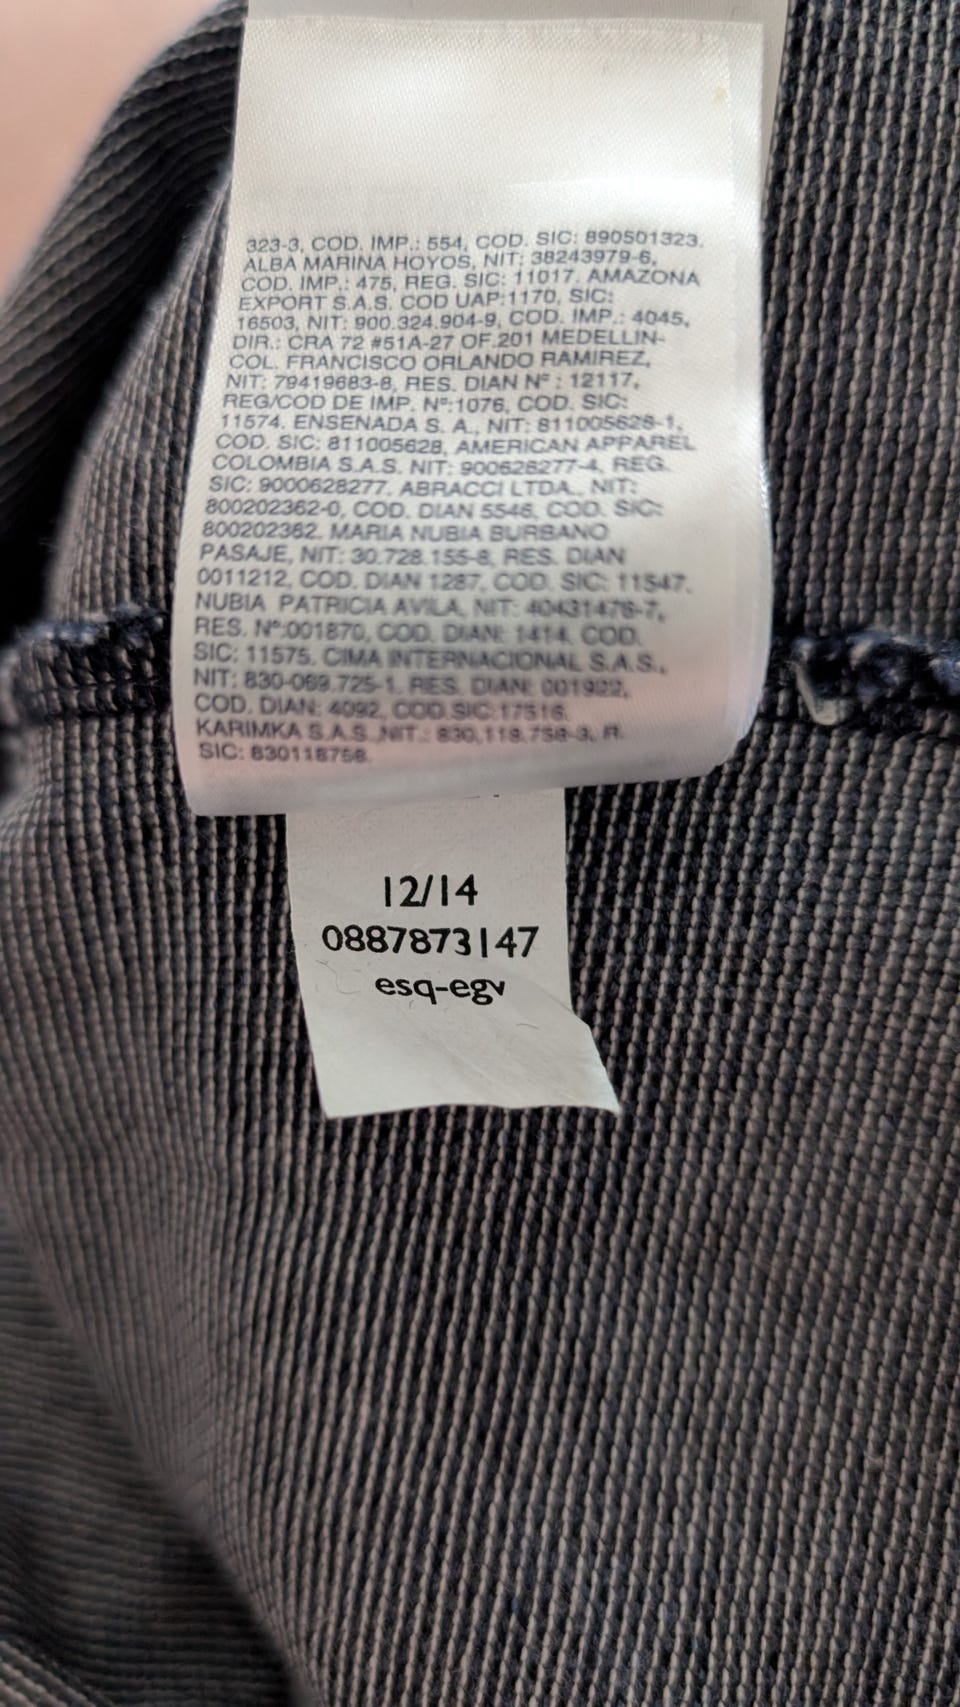 323-3, COD. IMP.: 554, COD. SIC: 890501323.
ALBA MARINA HOYOS, NIT: 38243979-6,
COD. IMP.: 475, REG. SIC: 11017. AMAZONA
EXPORT S.A.S. COD UAP:1170, SIC:
16503, NIT: 900.324.904-9, COD. IMP.: 4045,
DIR.: CRA 72 #51A-27 OF.201 MEDELLIN-
COL. FRANCISCO ORLANDO RAMIREZ,
NIT: 79419683-8, RES. DIAN Nº : 12117,
REG/COD DE IMP. Nº:1076, COD. SIC:
11574. ENSENADA S. A., NIT: 811005628-1,
COD. SIC: 811005628, AMERICAN APPAREL
COLOMBIA S.A.S. NIT: 900628277-4, REG.
SIC: 9000628277. ABRACCI LTDA., NIT:
800202362-0, COD. DIAN 5546, COD. SIC:
800202362. MARIA NUBIA BURBANO
PASAJE, NIT: 30.728.155-8, RES. DIAN
0011212, COD. DIAN 1287, COD. SIC: 11547.
NUBIA PATRICIA AVILA, NIT: 40431476-7,
RES. Nº:001870, COD. DIAN: 1414, COD.
SIC: 11575. CIMA INTERNACIONAL S.A.S.,
NIT: 830-069.725-1. RES. DIAN: 001922,
COD. DIAN: 4092, COD.SIC:17516.
KARIMKA S.A.S.,NIT.: 830,118.758-3, R.
SIC: 830118758.
12/14
0887873147
esq-egv